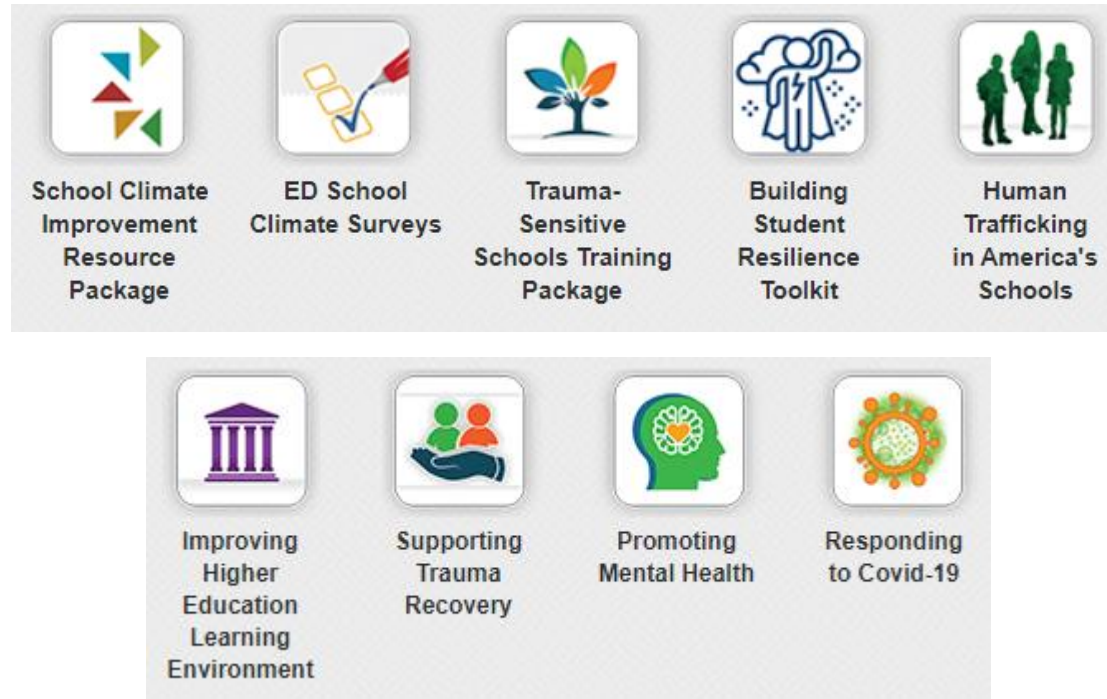 School Climate
Improvement
Resource
Package
ED School
Climate Surveys
Trauma-
Sensitive
Schools Training
Package
Building
Student
Resilience
Toolkit
Human
Trafficking
in America's
Schools
Improving
Higher
Education
Learning
Environment
Supporting
Trauma
Recovery
Promoting
Mental Health
Responding
to Covid-19